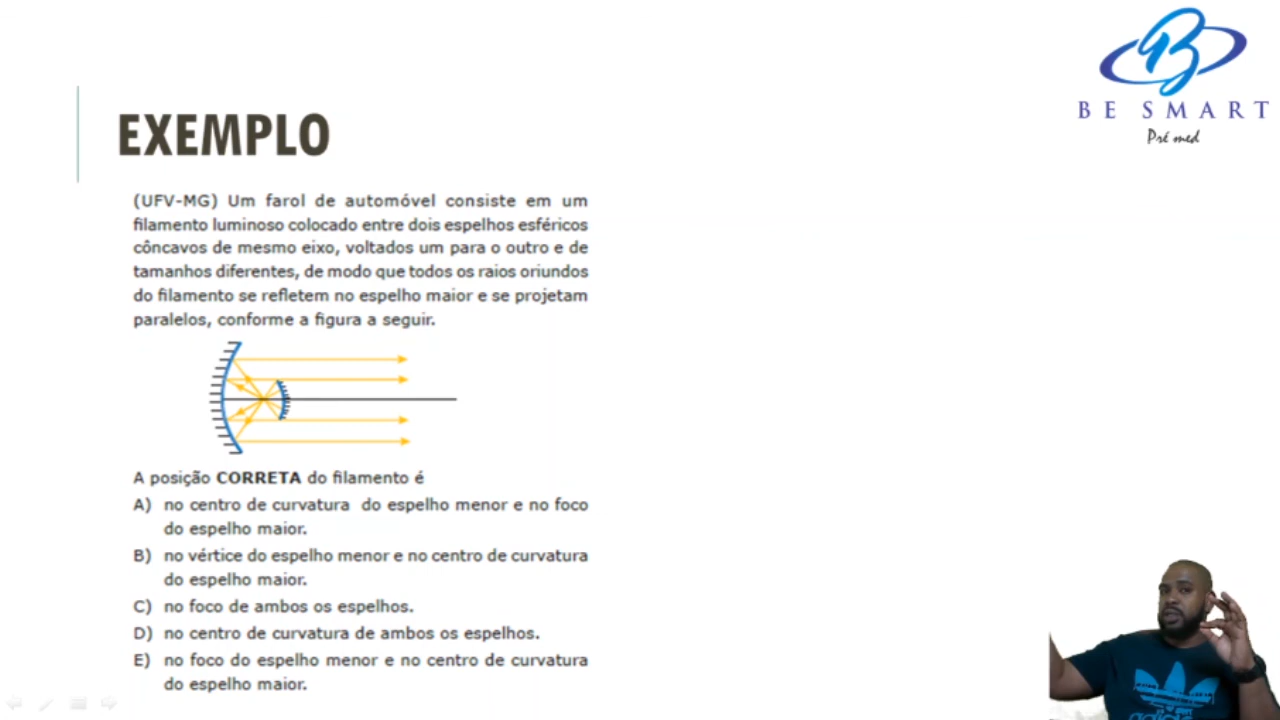 BE SMART
Pré med
EXEMPLO
(UFV-MG) Um farol de automóvel consiste em um
filamento luminoso colocado entre dois espelhos esféricos
côncavos de mesmo eixo, voltados um para o outro e de
tamanhos diferentes, de modo que todos os raios oriundos
do filamento se refletem no espelho maior e se projetam
paralelos, conforme a figura a seguir.
A posição CORRETA do filamento é
A) no centro de curvatura do espelho menor e no foco
do espelho maior.
B) no vértice do espelho menor e no centro de curvatura
do espelho maior.
C) no foco de ambos os espelhos.
D) no centro de curvatura de ambos os espelhos.
E) no foco do espelho menor e no centro de curvatura
do espelho maior.
adidas